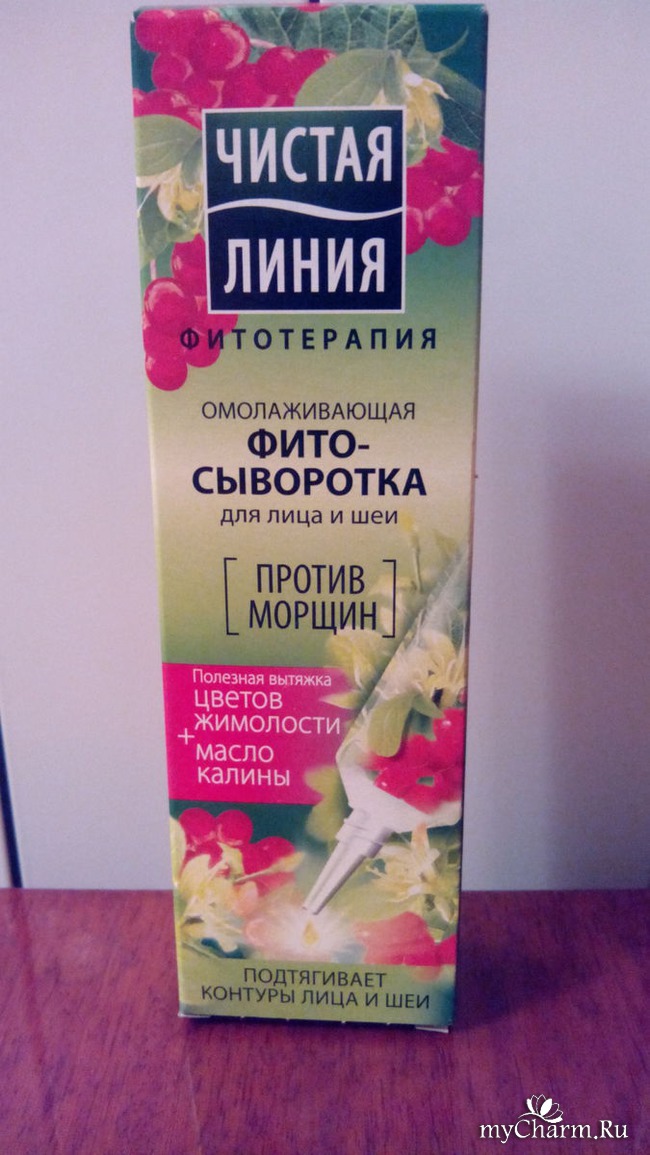 ЧИСТАЯ
ЛИНИЯ
ФИТОТЕРАПИЯ
ОМОЛАЖИВАЮЩАЯ
ФИТО-
СЫВОРОТКА
для лица и шеи
[ПРОТИВ
МОРЩИН]
Полезная вытяжка
ЦВЕТОВ
ЖИМОЛОСТИ
+
МАСЛО
КАЛИНЫ
ПОДТЯГИВАЕТ
КОНТУРЫ ЛИЦА И ШЕИ
myCharm.Ru